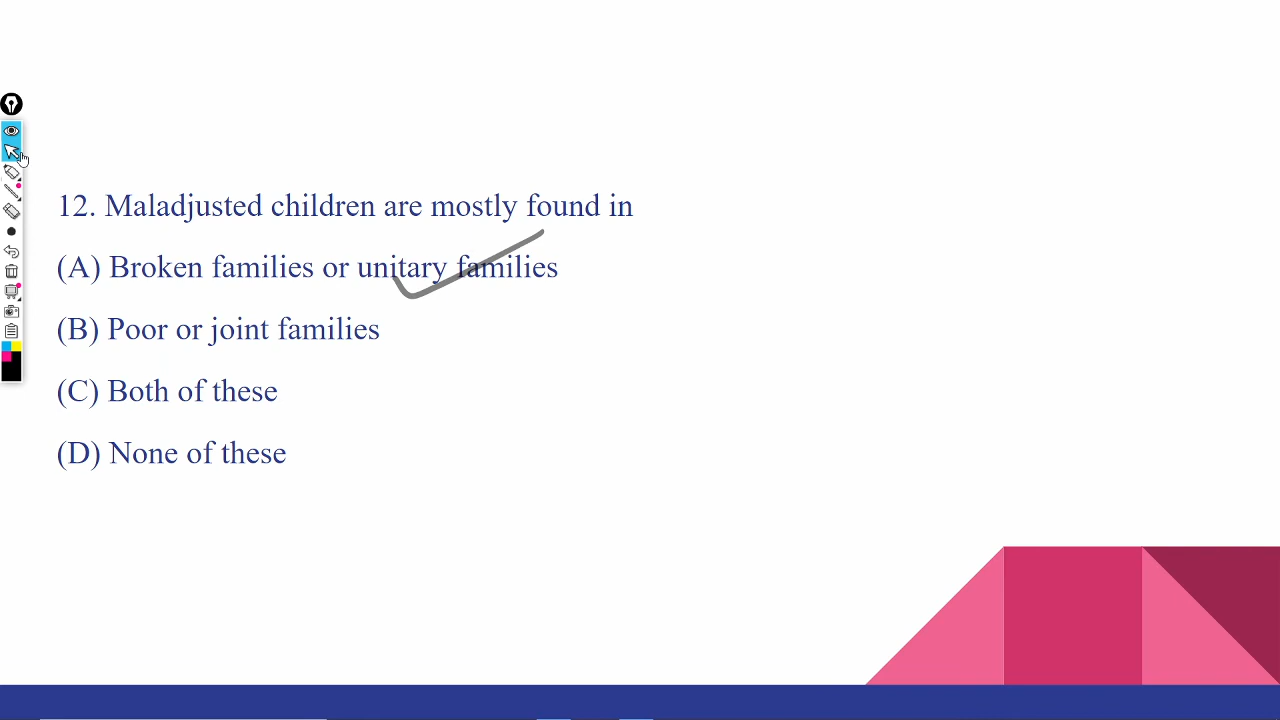 12. Maladjusted children are mostly found in
(A) Broken families or unitary families
(B) Poor or joint families
(C) Both of these
(D) None of these